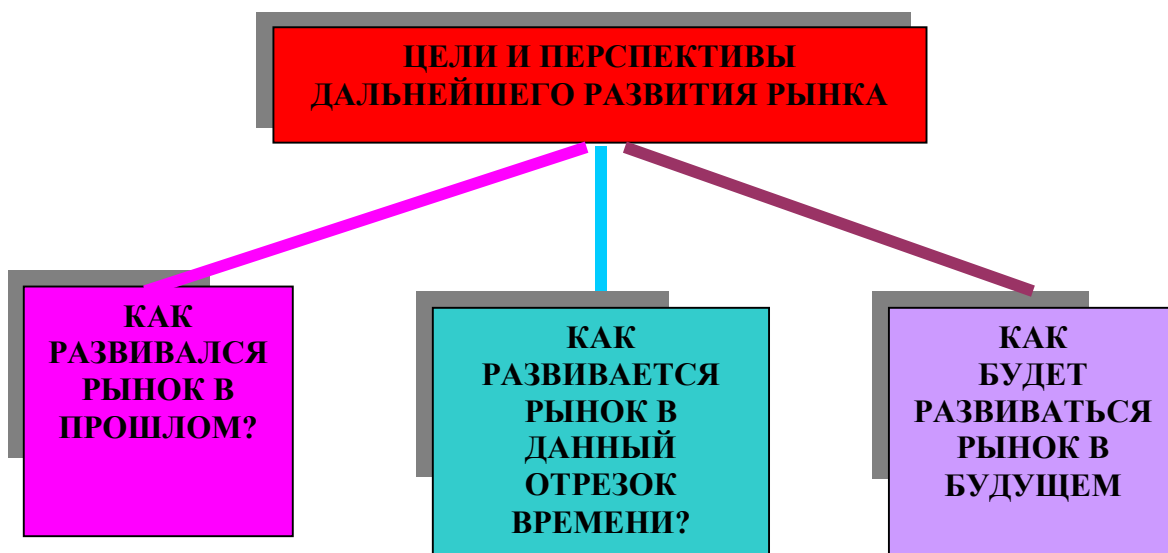 ЦЕЛИ И ПЕРСПЕКТИВЫ
ДАЛЬНЕЙШЕГО РАЗВИТИЯ РЫНКА
КАК
РАЗВИВАЛСЯ
РЫНОК В
ПРОШЛОМ?
КАК
РАЗВИВАЕТСЯ
РЫНОК В
ДАННЫЙ
ОТРЕЗОК
ВРЕМЕНИ?
КАК
БУДЕТ
РАЗВИВАТЬСЯ
РЫНОК В
БУДУЩЕМ